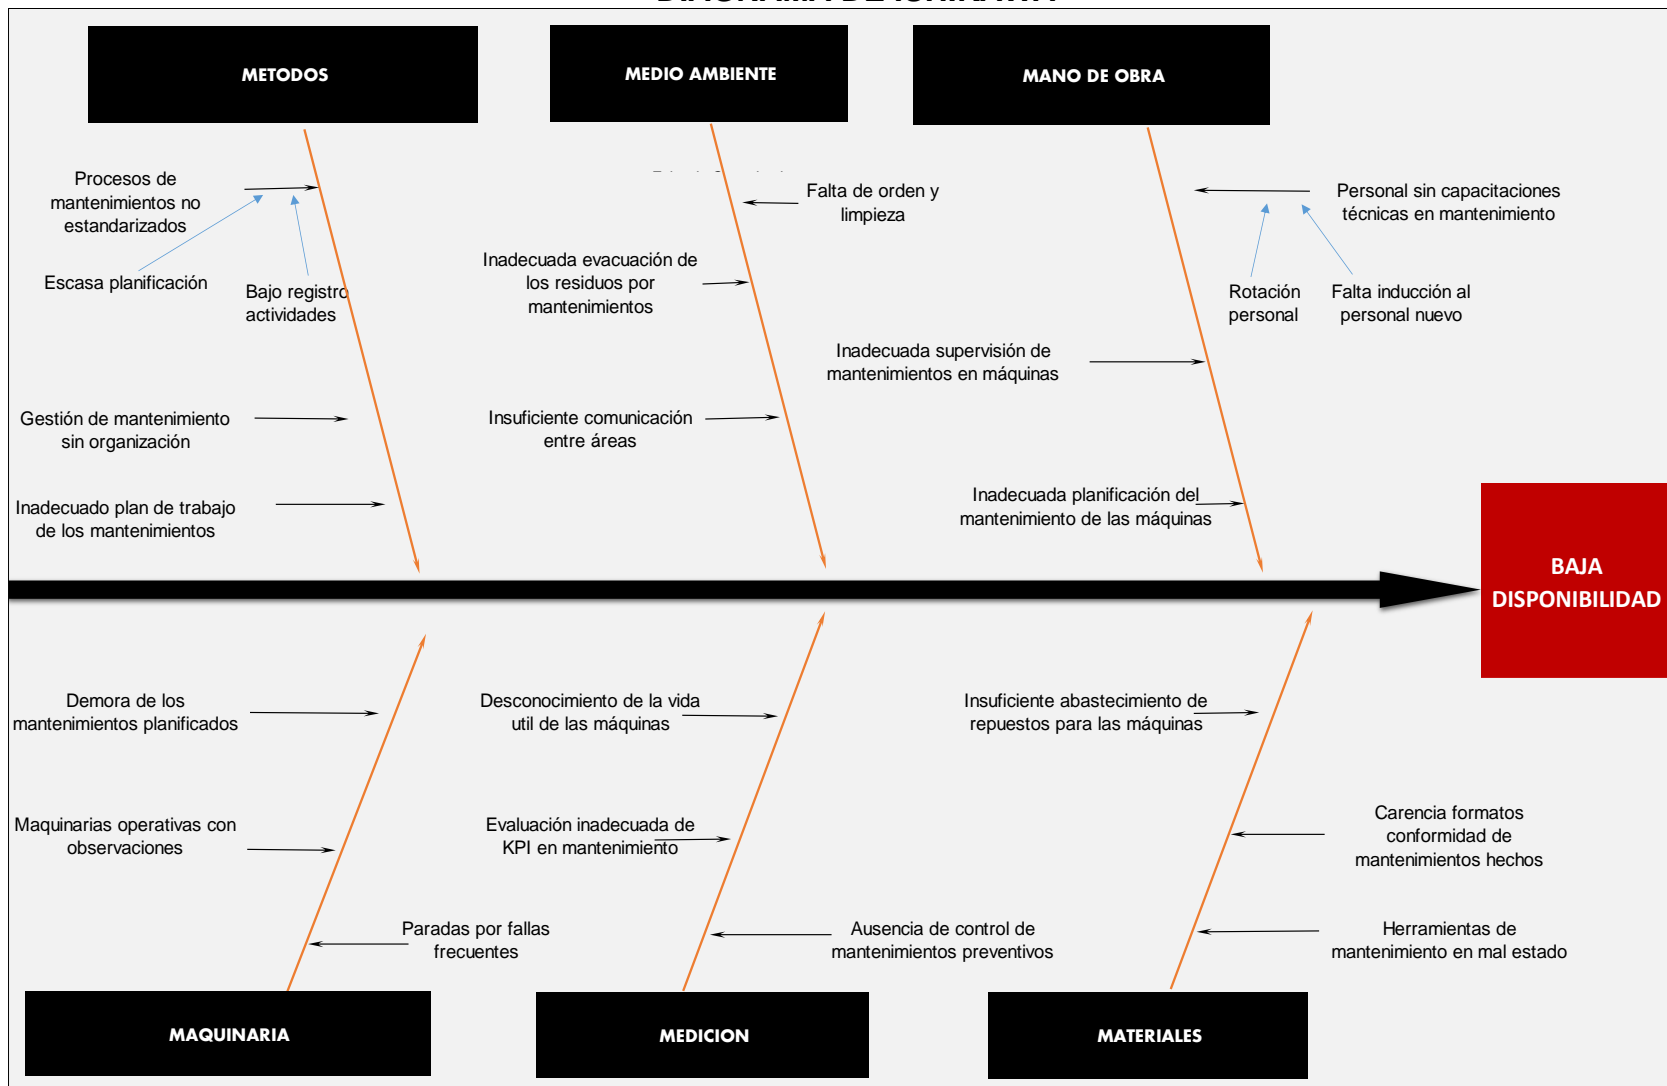 DIAGRAMA DE ISHIKAWA
METODOS
MEDIO AMBIENTE
MANO DE OBRA
Procesos de
mantenimientos no
estandarizados
Escasa planificación
Bajo registro
actividades
Gestión de mantenimiento
sin organización
Inadecuado plan de trabajo
de los mantenimientos
Falta de orden y
limpieza
Inadecuada evacuación de
los residuos por
mantenimientos
Insuficiente comunicación
entre áreas
Personal sin capacitaciones
técnicas en mantenimiento
Rotación
personal
Falta inducción al
personal nuevo
Inadecuada supervisión de
mantenimientos en máquinas
Inadecuada planificación del
mantenimiento de las máquinas
BAJA
DISPONIBILIDAD
Demora de los
mantenimientos planificados
Maquinarias operativas con
observaciones
Paradas por fallas
frecuentes
Desconocimiento de la vida
util de las máquinas
Evaluación inadecuada de
KPI en mantenimiento
Ausencia de control de
mantenimientos preventivos
Insuficiente abastecimiento de
repuestos para las máquinas
Carencia formatos
conformidad de
mantenimientos hechos
Herramientas de
mantenimiento en mal estado
MAQUINARIA
MEDICION
MATERIALES